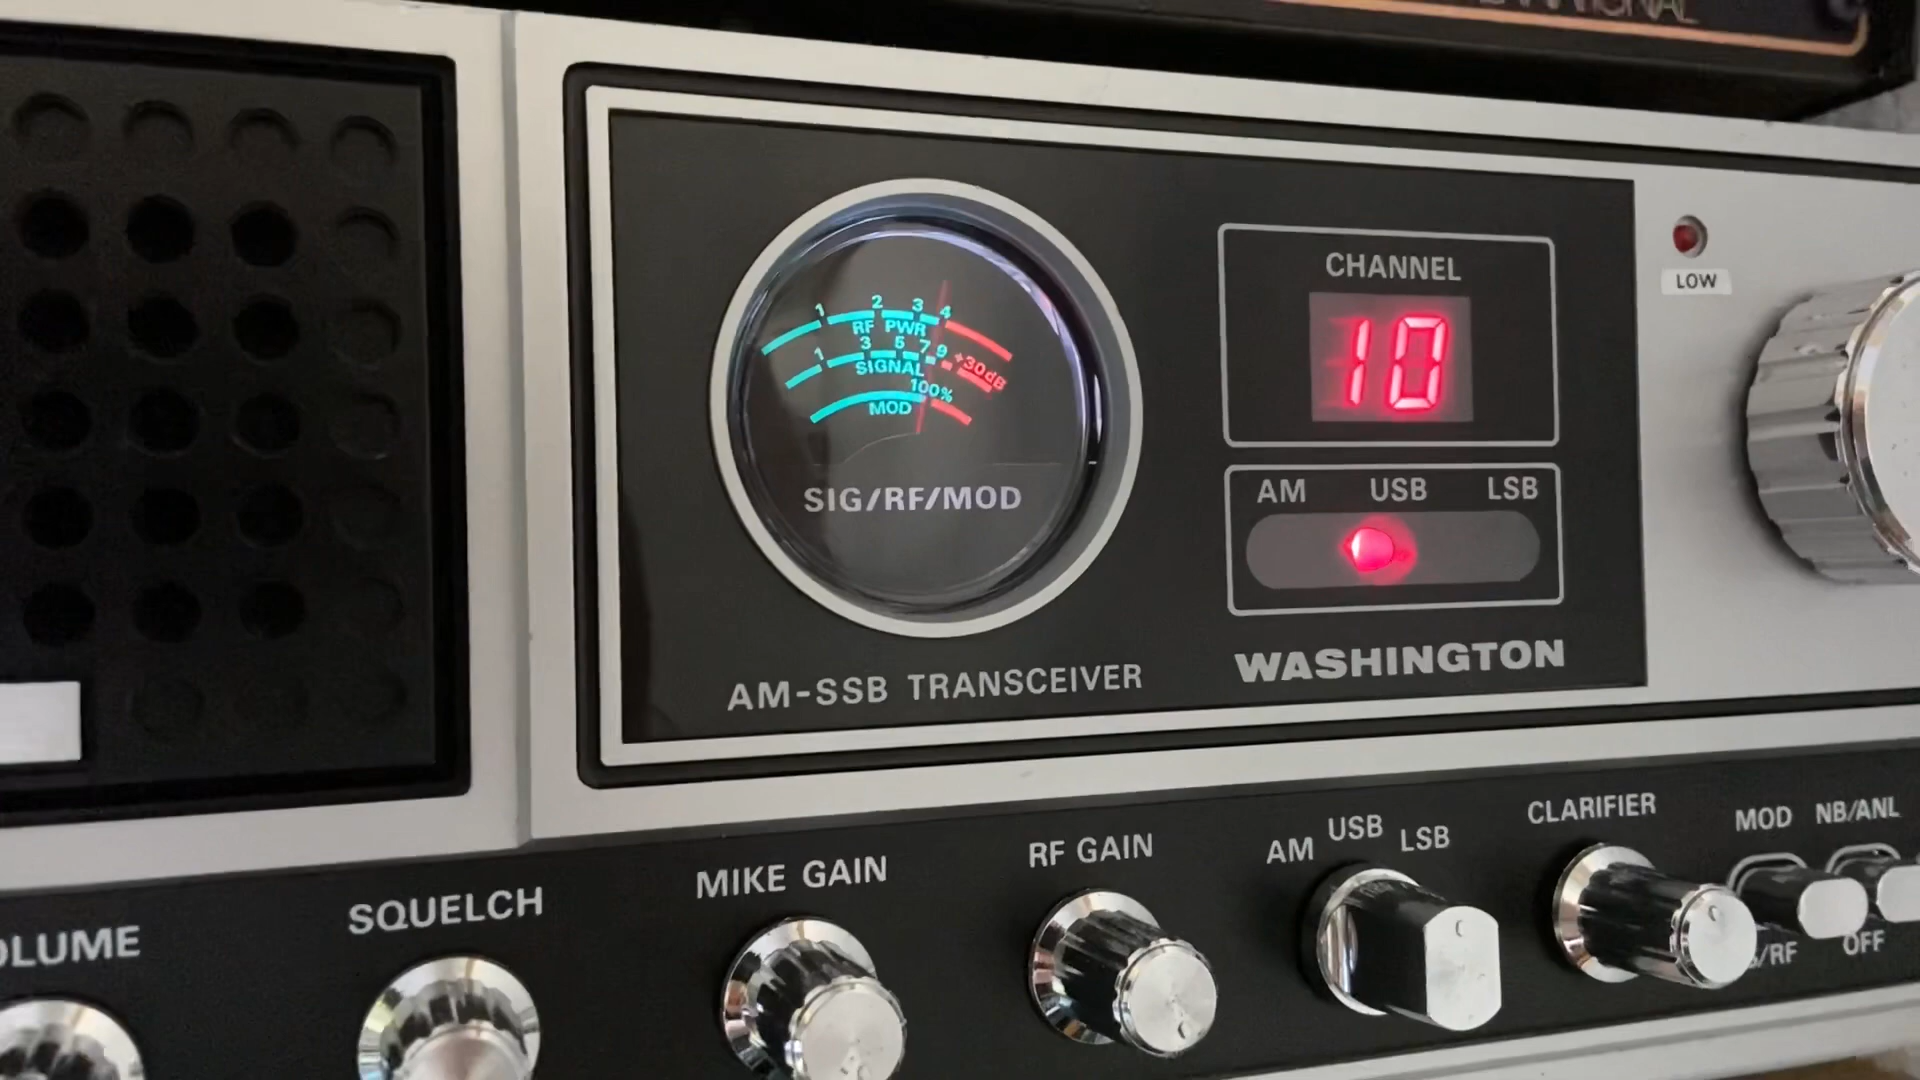 CHANNEL
10
LOW
1 2 3 4
RF PWR
1 3 5 7 9 +30dB
SIGNAL
100%
MOD
SIG/RF/MOD
AM USB LSB
AM-SSB TRANSCEIVER
WASHINGTON
SQUELCH
MIKE GAIN
RF GAIN
AM USB LSB
CLARIFIER
MOD
NB/ANL
OFF